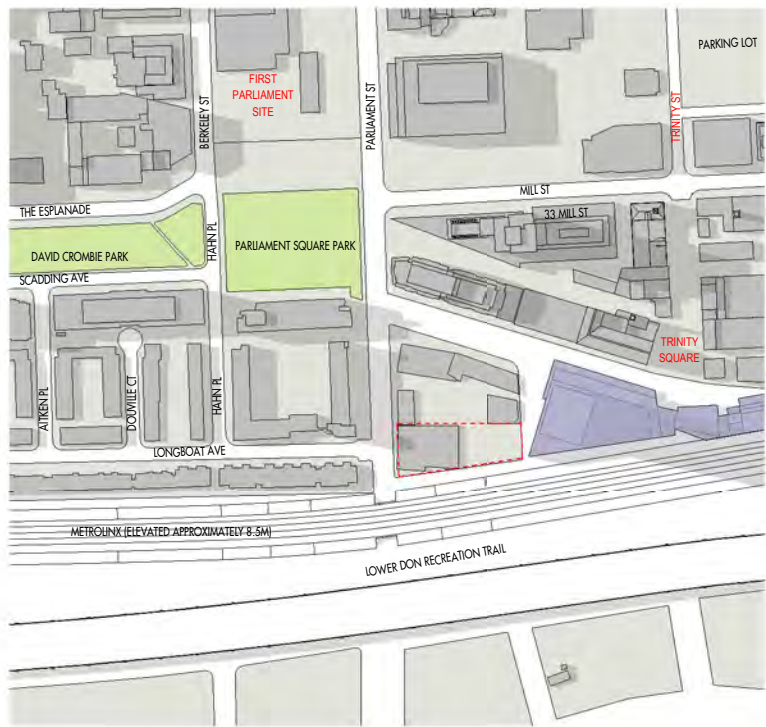 PARKING LOT
FIRST
PARLIAMENT
SITE
BERKELEY ST
PARLIAMENT ST
TRINITY ST
MILL ST
THE ESPLANADE
33 MILL ST
HAHN PL
DAVID CROMBIE PARK
PARLIAMENT SQUARE PARK
SCADDING AVE
TRINITY
SQUARE
AITKEN PL
DOUVILLE CT
HAHN PL
LONGBOAT AVE
METROLINX (ELEVATED APPROXIMATELY 8.5M)
LOWER DON RECREATION TRAIL